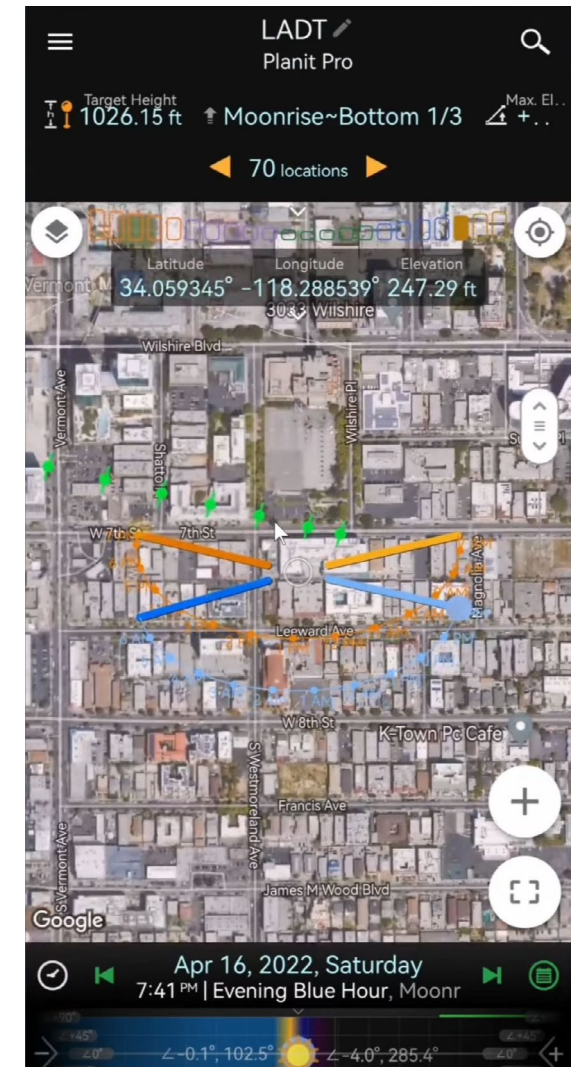 LADT
Planit Pro
Target Height
1026.15 ft
Moonrise~Bottom 1/3
Max. El..
+..
70 locations
Latitude Longitude Elevation
34.059345° -118.288539° 247.29 ft
3033 Wilshire
Vermont
Wilshire Blvd
Vermont Ave
Shatto
Wilshire Pl
W 7th St
7th St
Magnolia Ave
Leeward Ave
W 8th St
K-Town Pc Cafe
S Westmoreland Ave
Francis Ave
S Vermont Ave
James M Wood Blvd
Google
Apr 16, 2022, Saturday
7:41 PM | Evening Blue Hour, Moonr
∠-0.1°, 102.5° ∠-4.0°, 285.4°